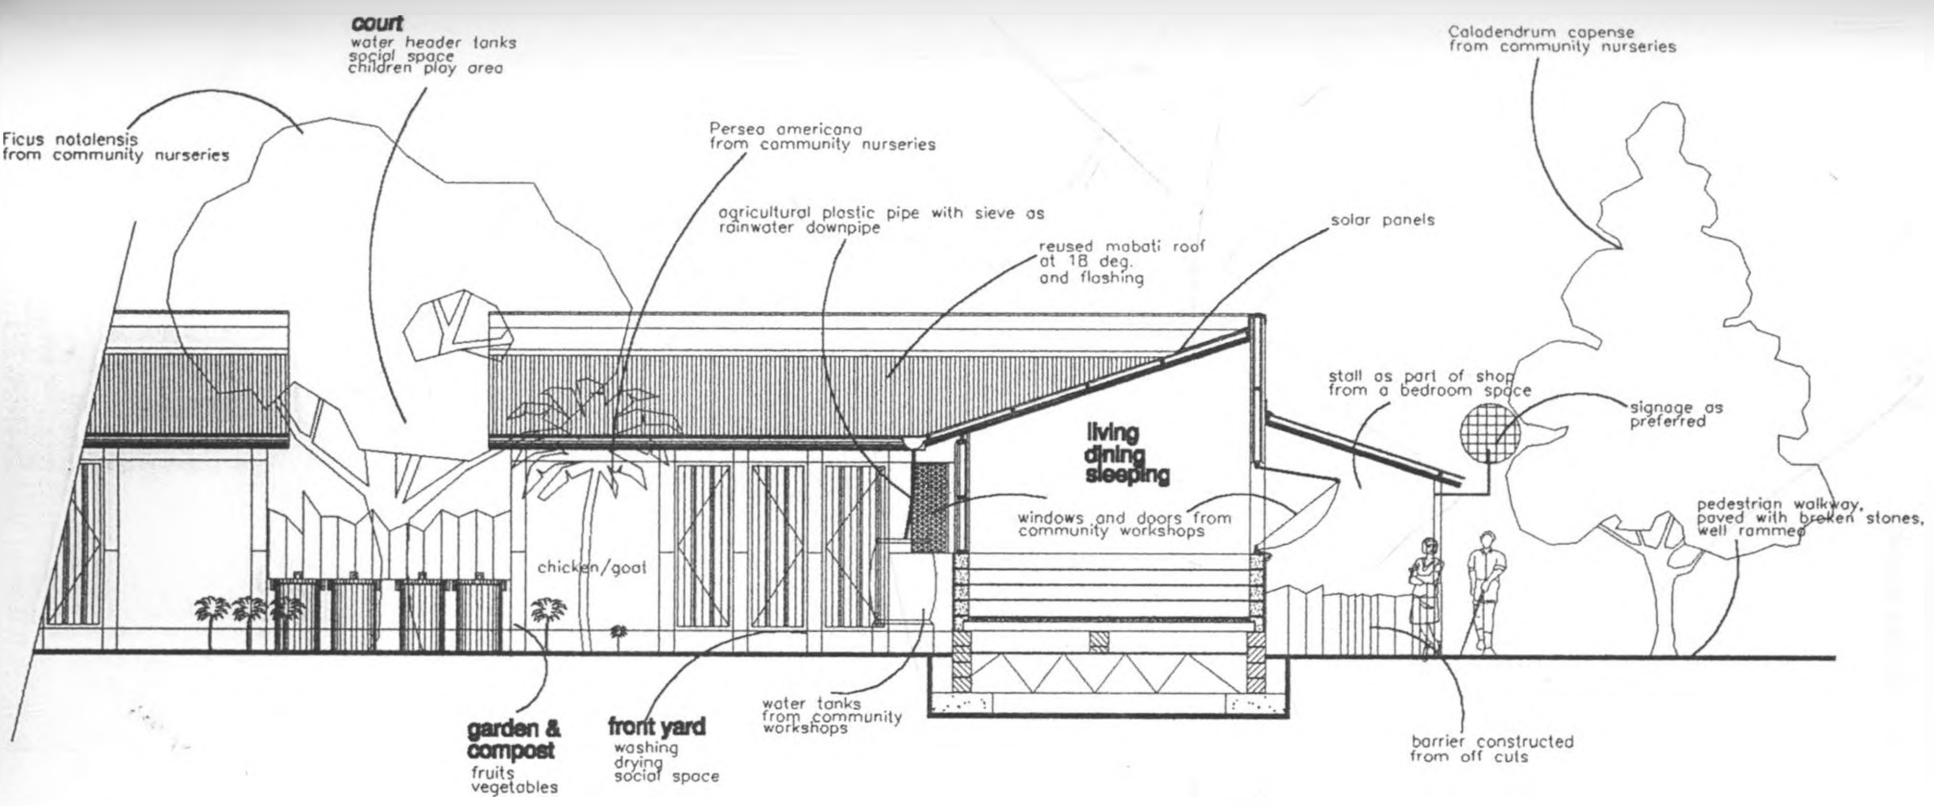 court
water header tanks
social space
children play area
Calodendrum capense
from community nurseries
Ficus natalensis
from community nurseries
Persea americana
from community nurseries
agricultural plastic pipe with sieve as
rainwater downpipe
reused mabati roof
at 18 deg.
and flashing
solar panels
stall as part of shop
from a bedroom space
signage as
preferred
living
dining
sleeping
windows and doors from
community workshops
pedestrian walkway,
paved with broken stones,
well rammed
chicken/goat
garden &
compost
fruits
vegetables
front yard
washing
drying
social space
water tanks
from community
workshops
barrier constructed
from off cuts